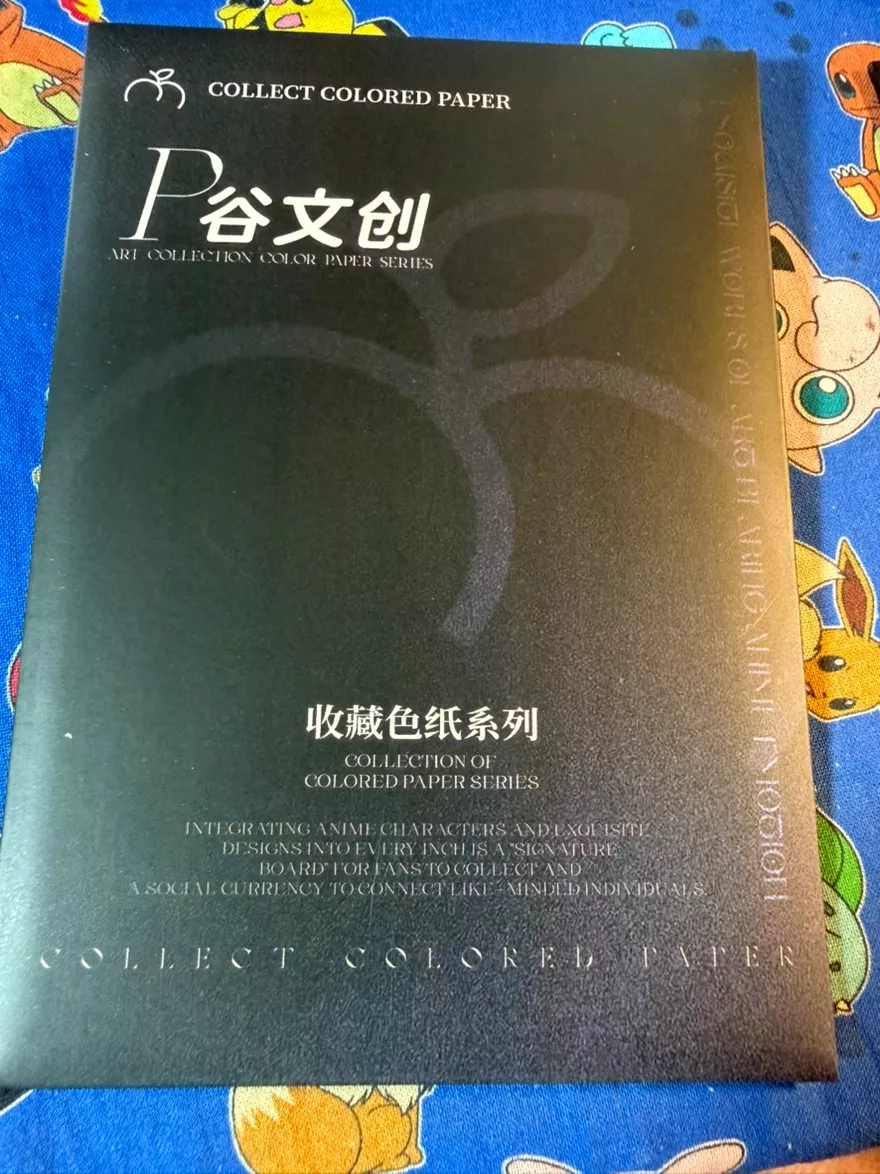 COLLECT COLORED PAPER
P谷文创
ART COLLECTION COLOR PAPER SERIES
收藏色纸系列
COLLECTION OF
COLORED PAPER SERIES
INTEGRATING ANIME CHARACTERS AND EXQUISITE
DESIGNS INTO EVERY INCH IS A "SIGNATURE
BOARD" FOR FANS TO COLLECT AND
A SOCIAL CURRENCY TO CONNECT LIKE-MINDED INDIVIDUALS.
COLLECT COLORED PAPER